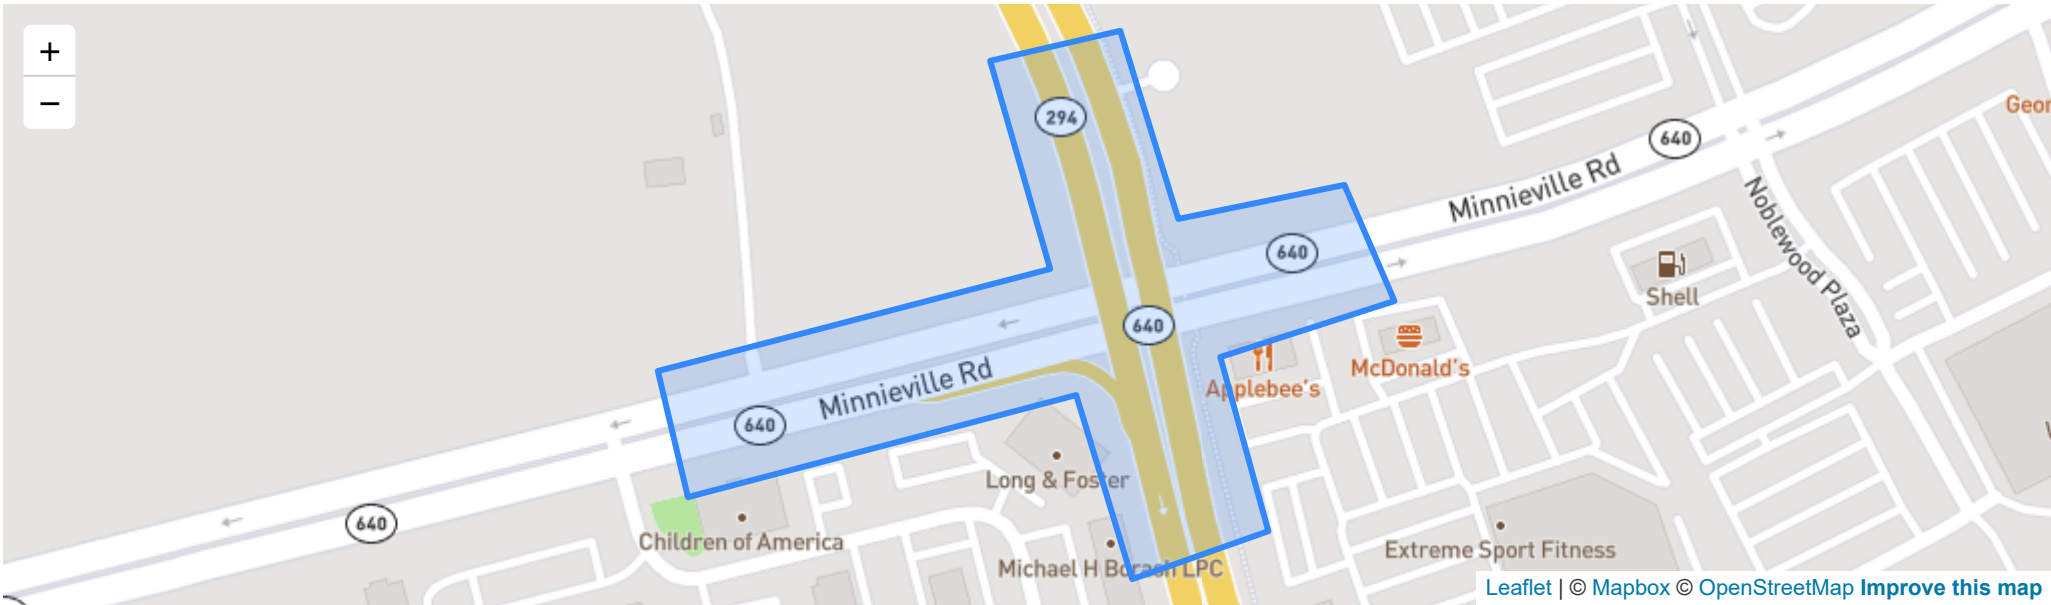 +
−
294
640
Geor
Minnieville Rd
640
640
Noblewood Plaza
Shell
640
McDonald's
Applebee's
Minnieville Rd
640
Long & Foster
640
Children of America
Michael H Borash LPC
Extreme Sport Fitness
Leaflet | © Mapbox © OpenStreetMap Improve this map